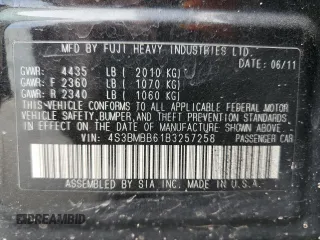 MFD BY FUJI HEAVY INDUSTRIES LTD.
DATE: 06/11
GVWR: 4435 LB ( 2010 KG)
GAWR: F 2360 LB ( 1070 KG)
GAWR: R 2340 LB ( 1060 KG)
THIS VEHICLE CONFORMS TO ALL APPLICABLE FEDERAL MOTOR
VEHICLE SAFETY, BUMPER, AND THEFT PREVENTION STANDARDS
IN EFFECT ON THE DATE OF MANUFACTURE SHOWN ABOVE.
VIN: 4S3BMBB61B3257258 PASSENGER CAR
ASSEMBLED BY SIA INC. MADE IN U.S.A.
CREAMBID